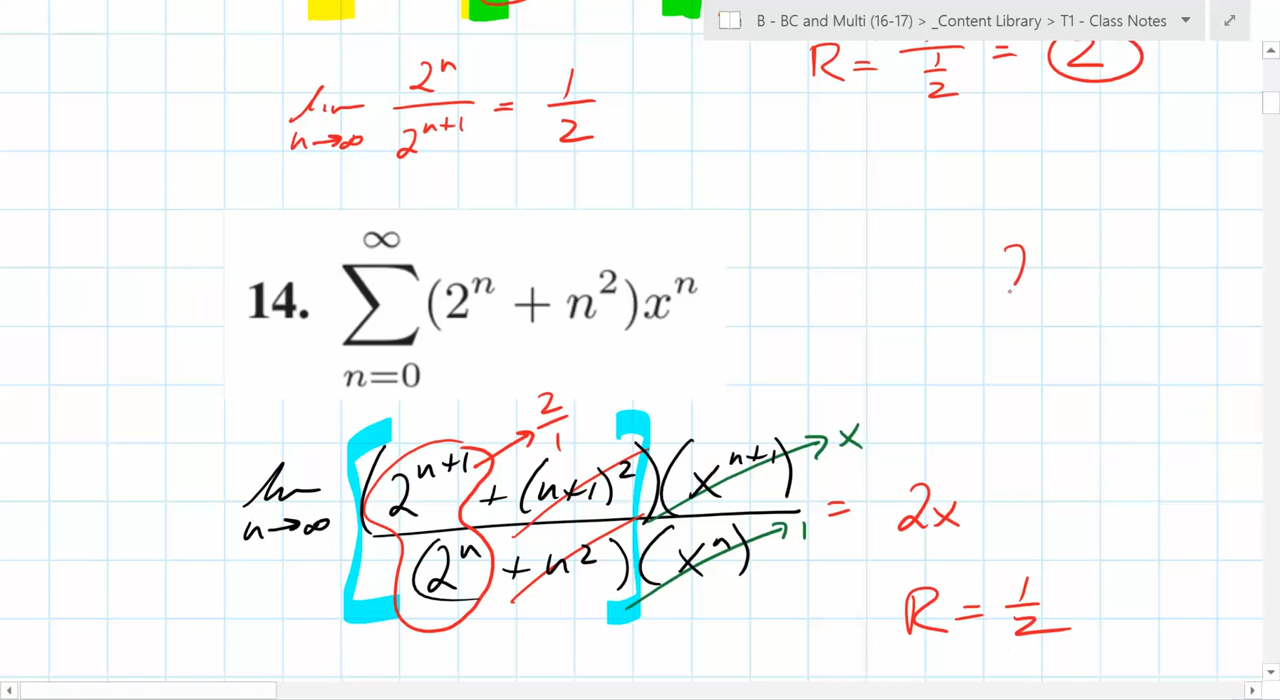 B - BC and Multi (16-17) > _Content Library > T1 - Class Notes
R = 1/(1/2) = 2
lim n→∞ 2^n / 2^(n+1) = 1/2
?
14. ∑ n=0 ∞ (2^n + n^2)x^n
2/1
x
lim n→∞ [(2^(n+1) + (n+1)^2)(x^(n+1)) / (2^n + n^2)(x^n)] = 2x
1
R = 1/2